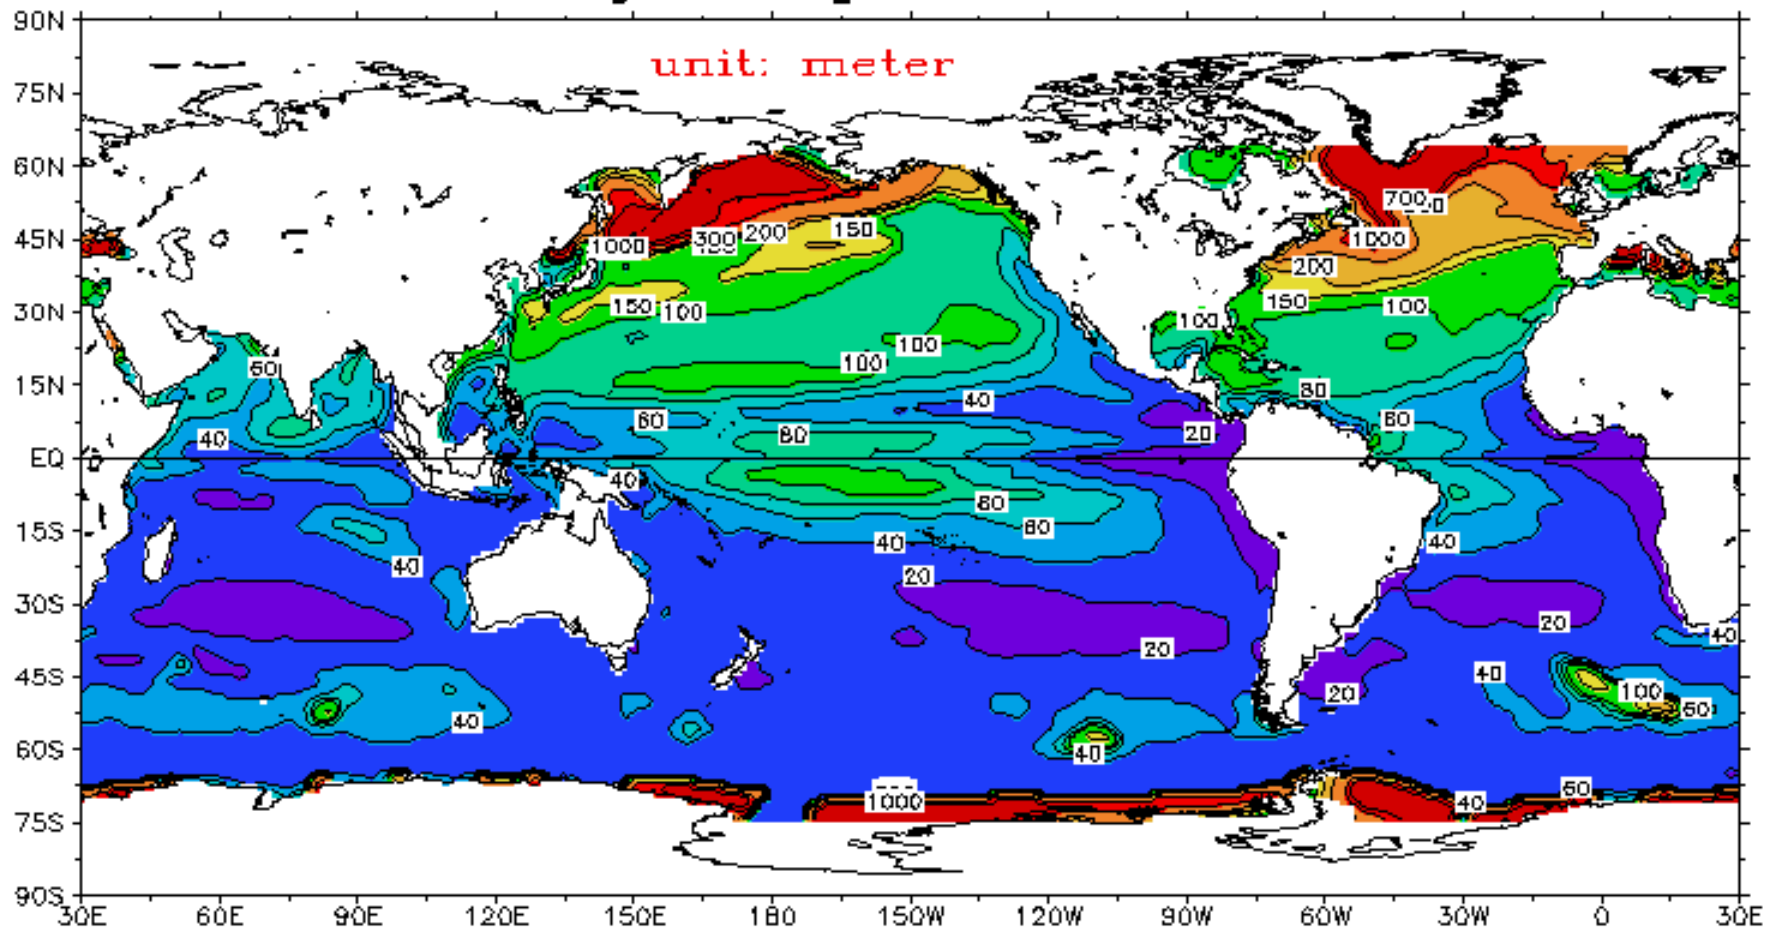 90N
unit: meter
75N
60N
700
45N 1000 300 200 150 1000
200
30N 150 100 150 100 100
100 100
60
15N 40 80
60 60
40 80 20
EQ
40
60
15S 60
40 40 40
20
30S 20 40
20
45S 40 20 100
40 60
60S 40
1000 40 60
75S
90S
30E 60E 90E 120E 150E 180 150W 120W 90W 60W 30W 0 30E